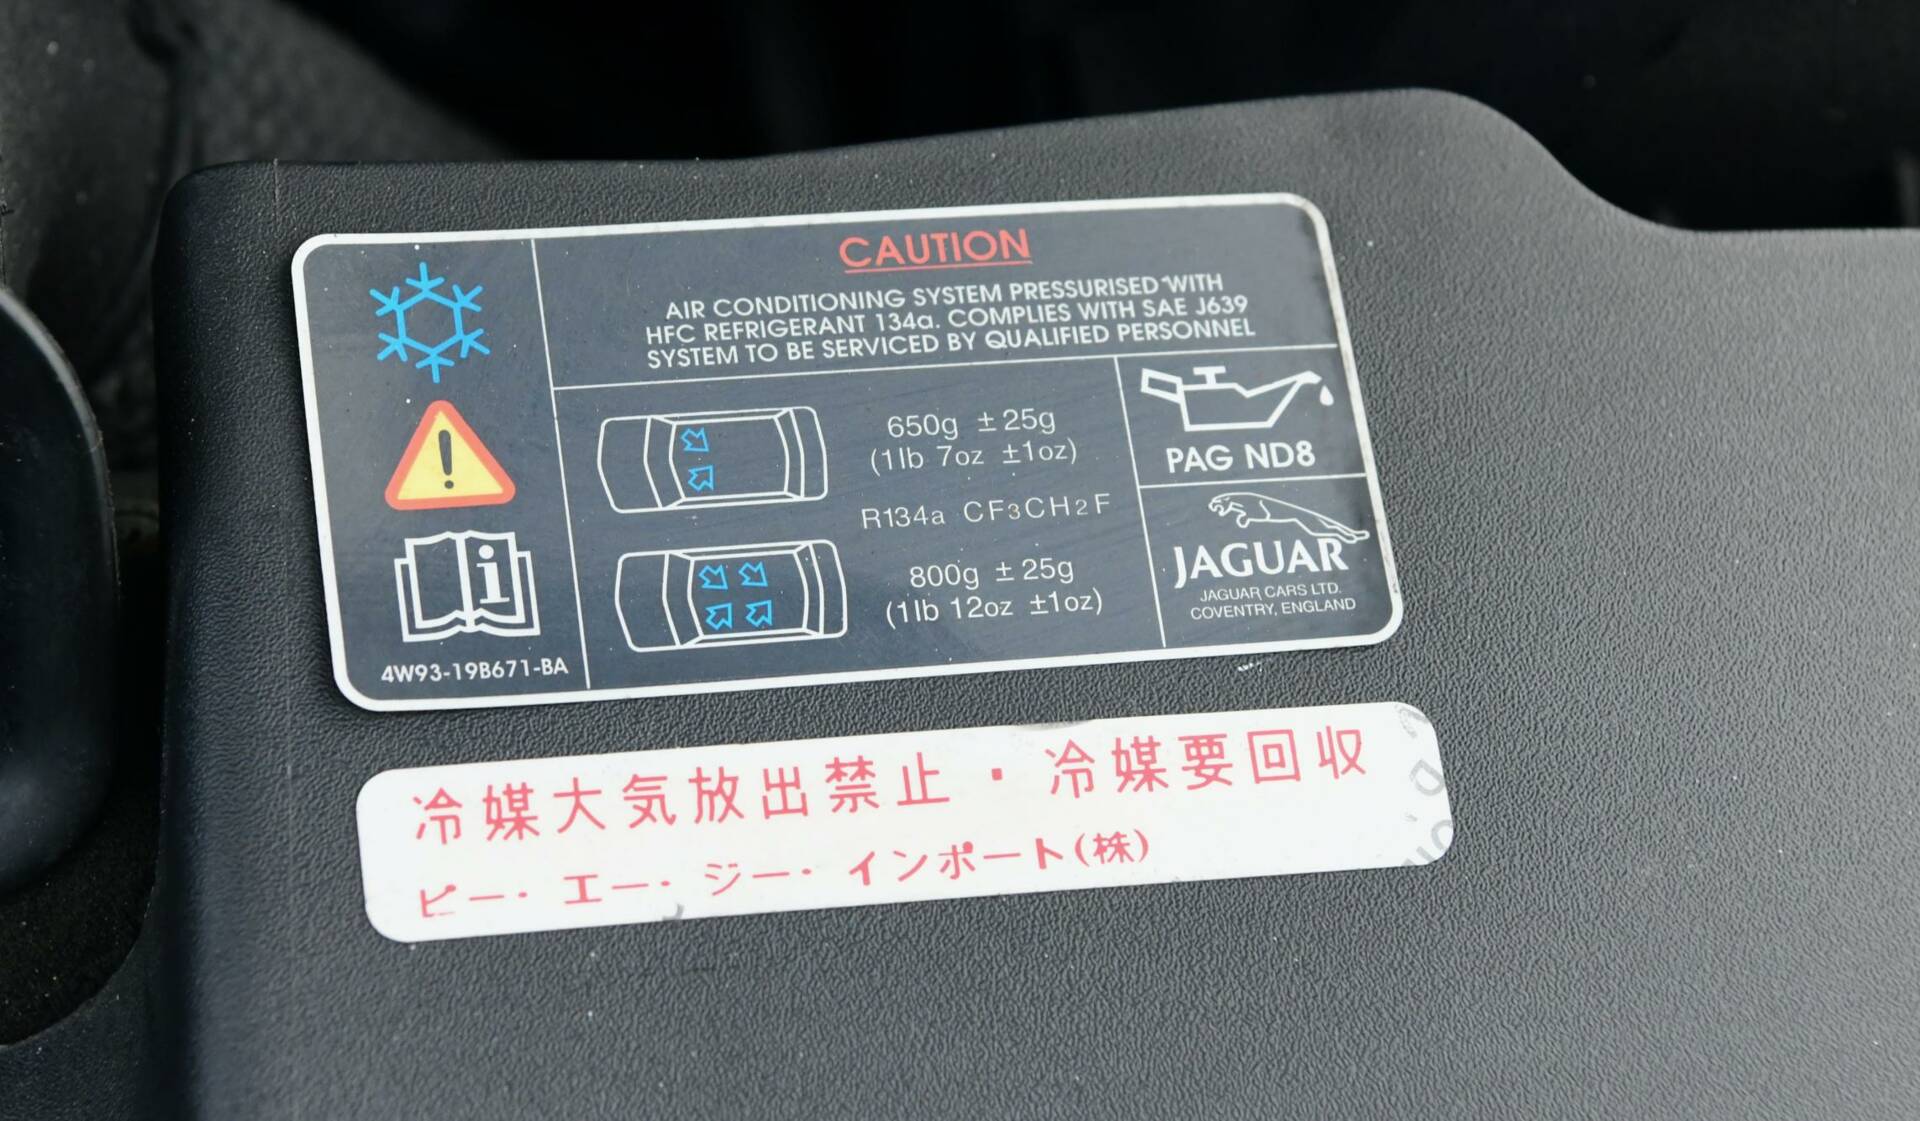 CAUTION
AIR CONDITIONING SYSTEM PRESSURISED WITH
HFC REFRIGERANT 134a. COMPLIES WITH SAE J639
SYSTEM TO BE SERVICED BY QUALIFIED PERSONNEL
650g ±25g
(1lb 7oz ±1oz)
R134a CF3CH2F
800g ±25g
(1lb 12oz ±1oz)
PAG ND8
JAGUAR
JAGUAR CARS LTD.
COVENTRY, ENGLAND
4W93-19B671-BA
冷媒大気放出禁止・冷媒要回収
ピー・エー・ジー・インポート(株)